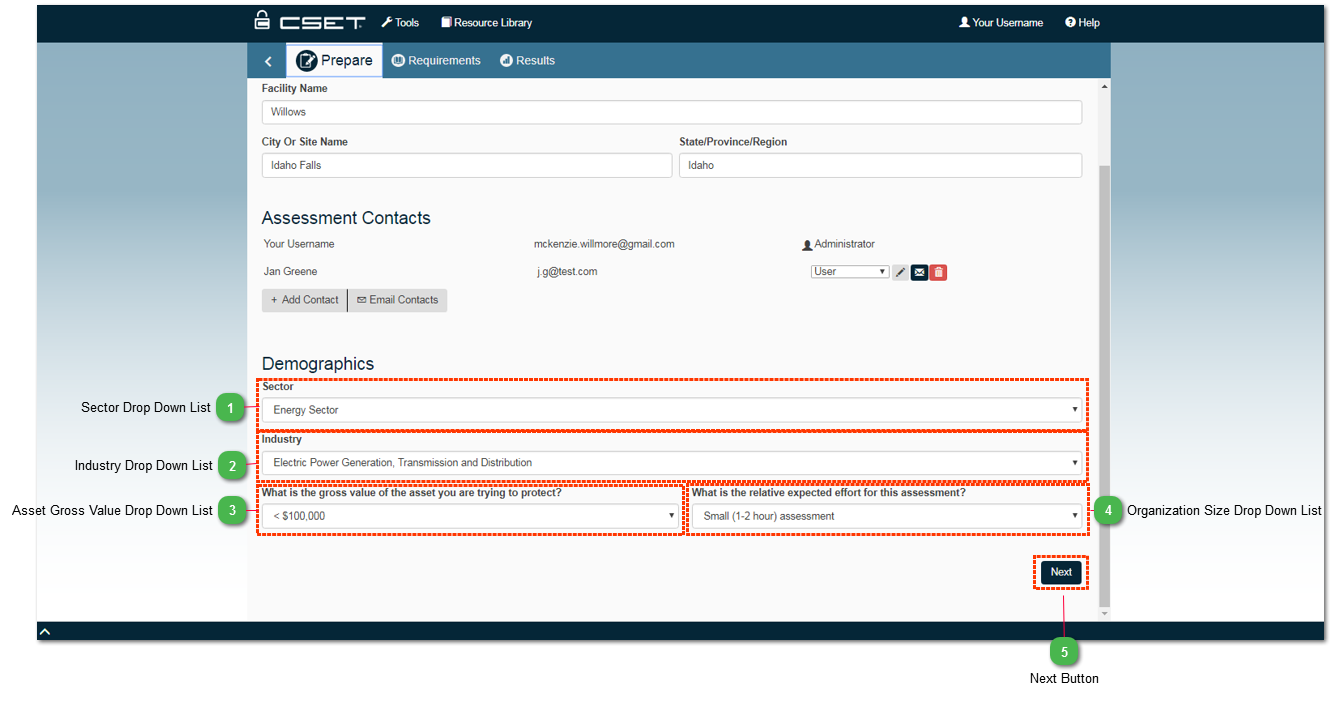 CSET Tools Resource Library Your Username Help
Prepare Requirements Results
Facility Name
Willows
City Or Site Name State/Province/Region
Idaho Falls Idaho
Assessment Contacts
Your Username mckenzie.willmore@gmail.com Administrator
Jan Greene j.g@test.com User
+ Add Contact Email Contacts
Demographics
Sector
Sector Drop Down List 1 Energy Sector
Industry
Industry Drop Down List 2 Electric Power Generation, Transmission and Distribution
What is the gross value of the asset you are trying to protect? What is the relative expected effort for this assessment?
Asset Gross Value Drop Down List 3 < $100,000 Small (1-2 hour) assessment 4 Organization Size Drop Down List
Next
5
Next Button